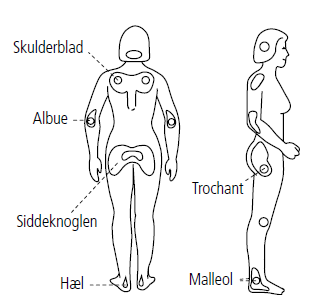 Skulderblad
Albue
Siddeknoglen
Hæl
Trochant
Malleol